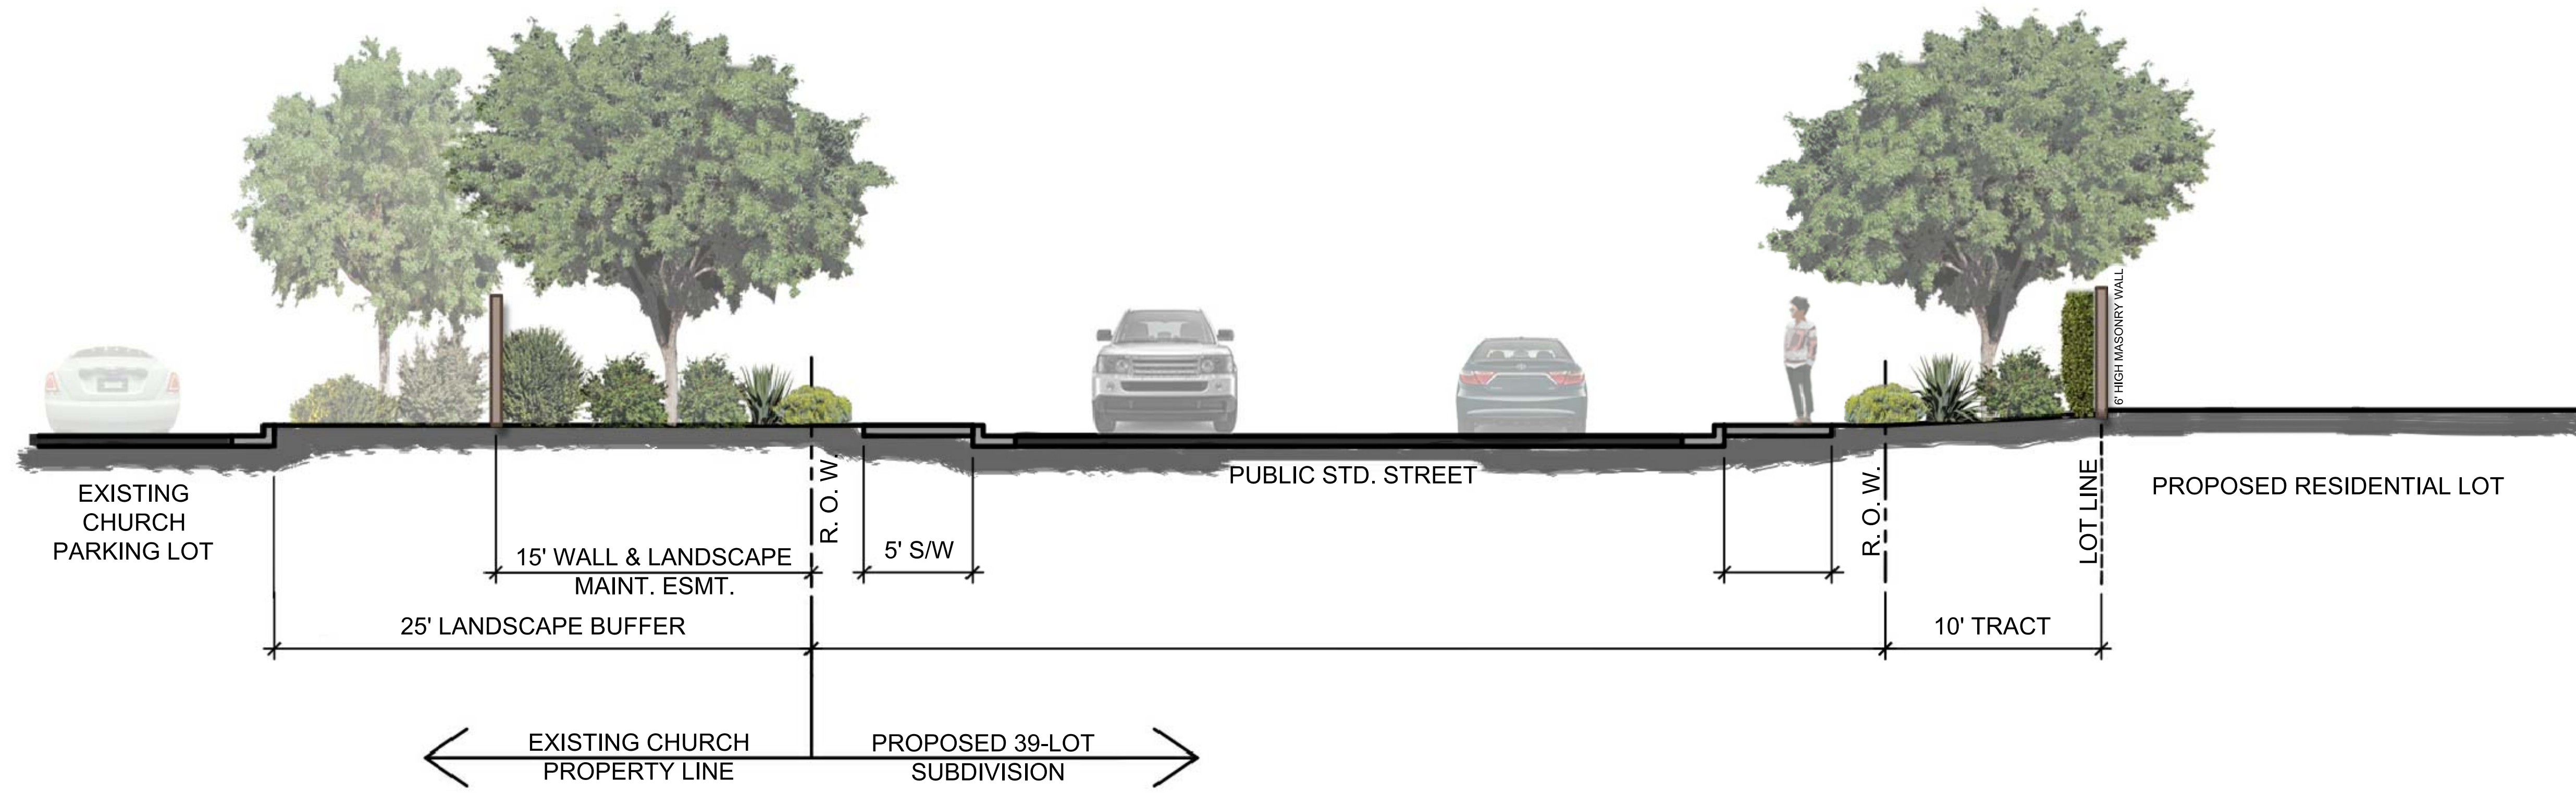 6' HIGH MASONRY WALL
EXISTING
CHURCH
PARKING LOT
15' WALL & LANDSCAPE
MAINT. ESMT.
R. O. W.
5' S/W
PUBLIC STD. STREET
R. O. W.
LOT LINE
PROPOSED RESIDENTIAL LOT
25' LANDSCAPE BUFFER
10' TRACT
EXISTING CHURCH
PROPERTY LINE
PROPOSED 39-LOT
SUBDIVISION